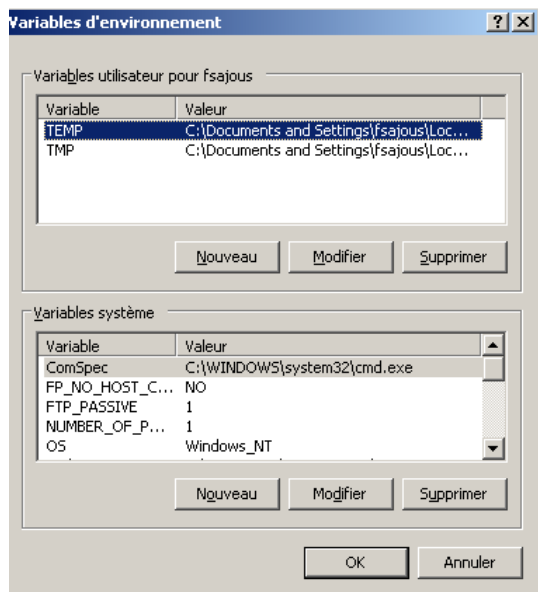 Variables d'environnement
Variables utilisateur pour fsajous
Variable Valeur
TEMP C:\Documents and Settings\fsajous\Loc...
TMP C:\Documents and Settings\fsajous\Loc...
Nouveau Modifier Supprimer
Variables système
Variable Valeur
ComSpec C:\WINDOWS\system32\cmd.exe
FP_NO_HOST_C... NO
FTP_PASSIVE 1
NUMBER_OF_P... 1
OS Windows_NT
Nouveau Modifier Supprimer
OK Annuler